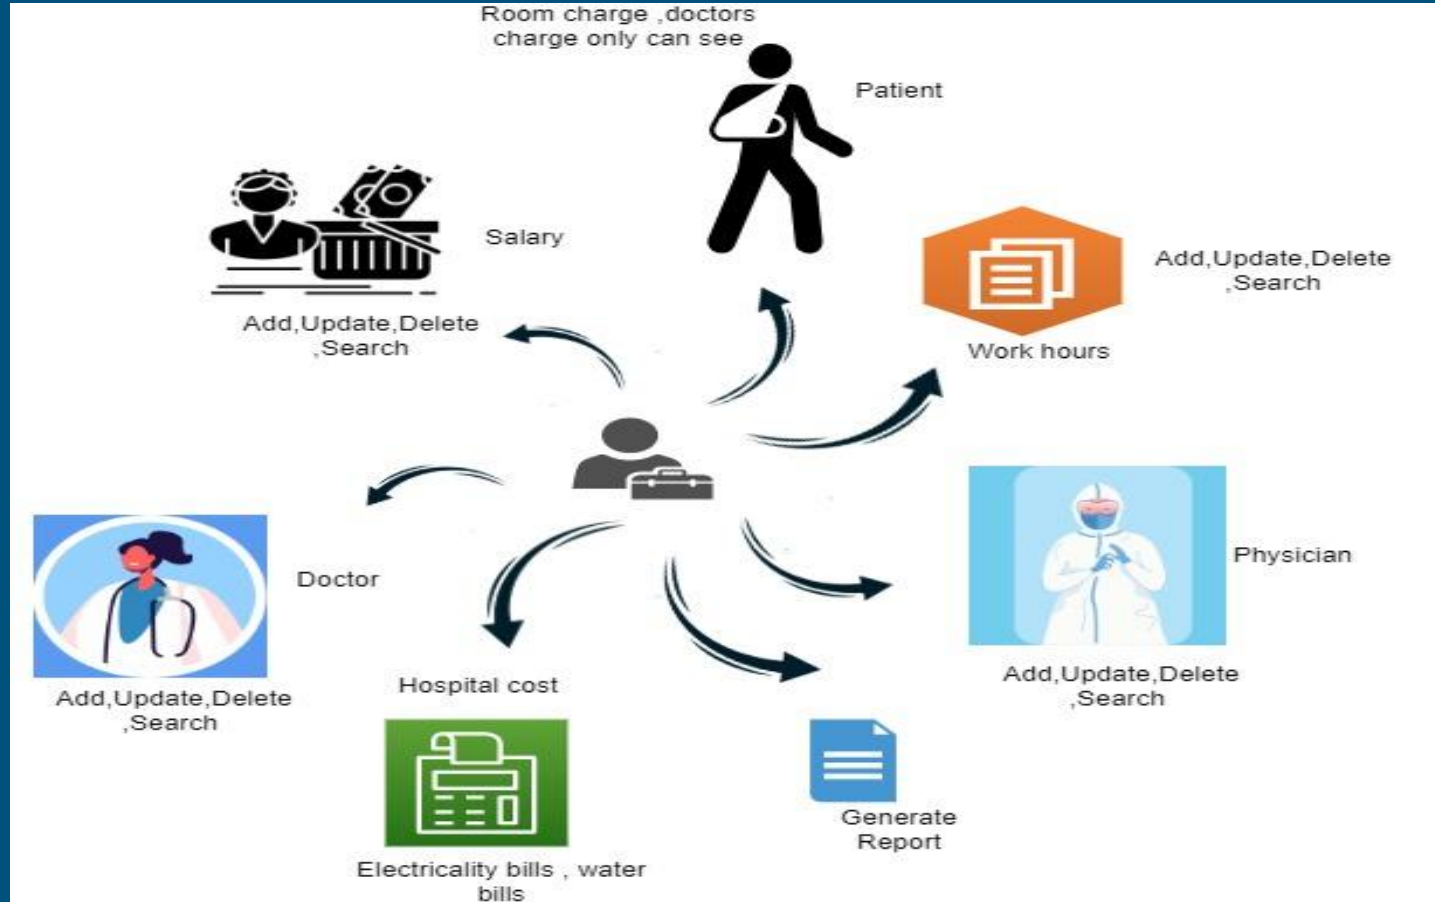 Room charge ,doctors
charge only can see
Patient
Salary
Add,Update,Delete
,Search
Add,Update,Delete
,Search
Work hours
Doctor
Add,Update,Delete
,Search
Physician
Add,Update,Delete
,Search
Hospital cost
Electricality bills , water
bills
Generate
Report